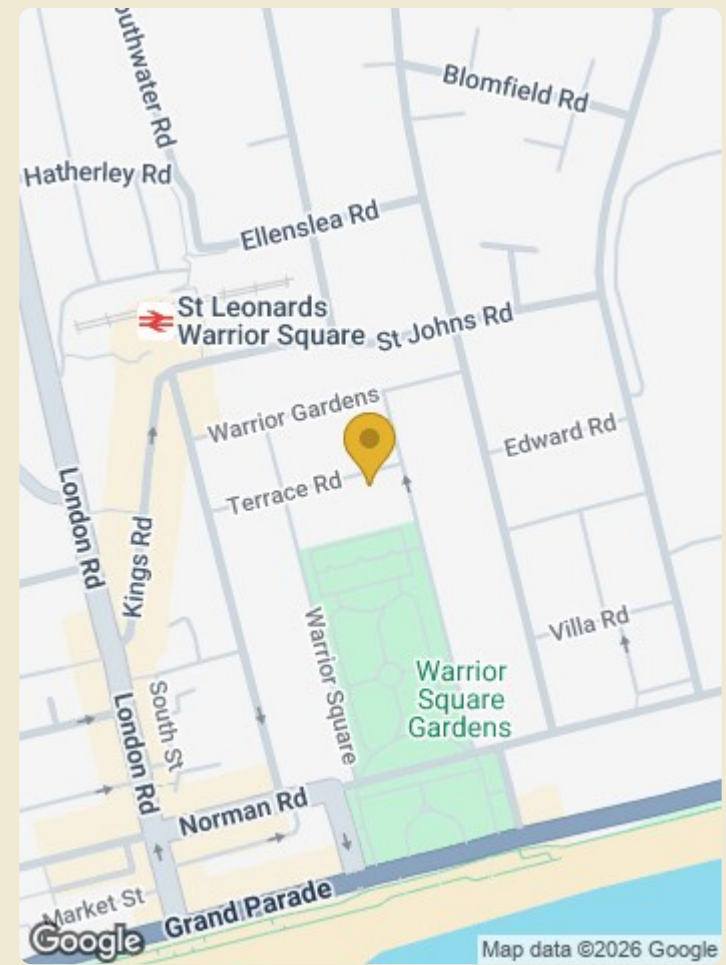 outhwater Rd
Blomfield Rd
Hatherley Rd
Ellenslea Rd
St Leonards
Warrior Square
St Johns Rd
Warrior Gardens
Edward Rd
Terrace Rd
London Rd
Kings Rd
Villa Rd
Warrior Square
Warrior
Square
Gardens
South St
London Rd
Norman Rd
Market St
Grand Parade
Google
Map data ©2026 Google